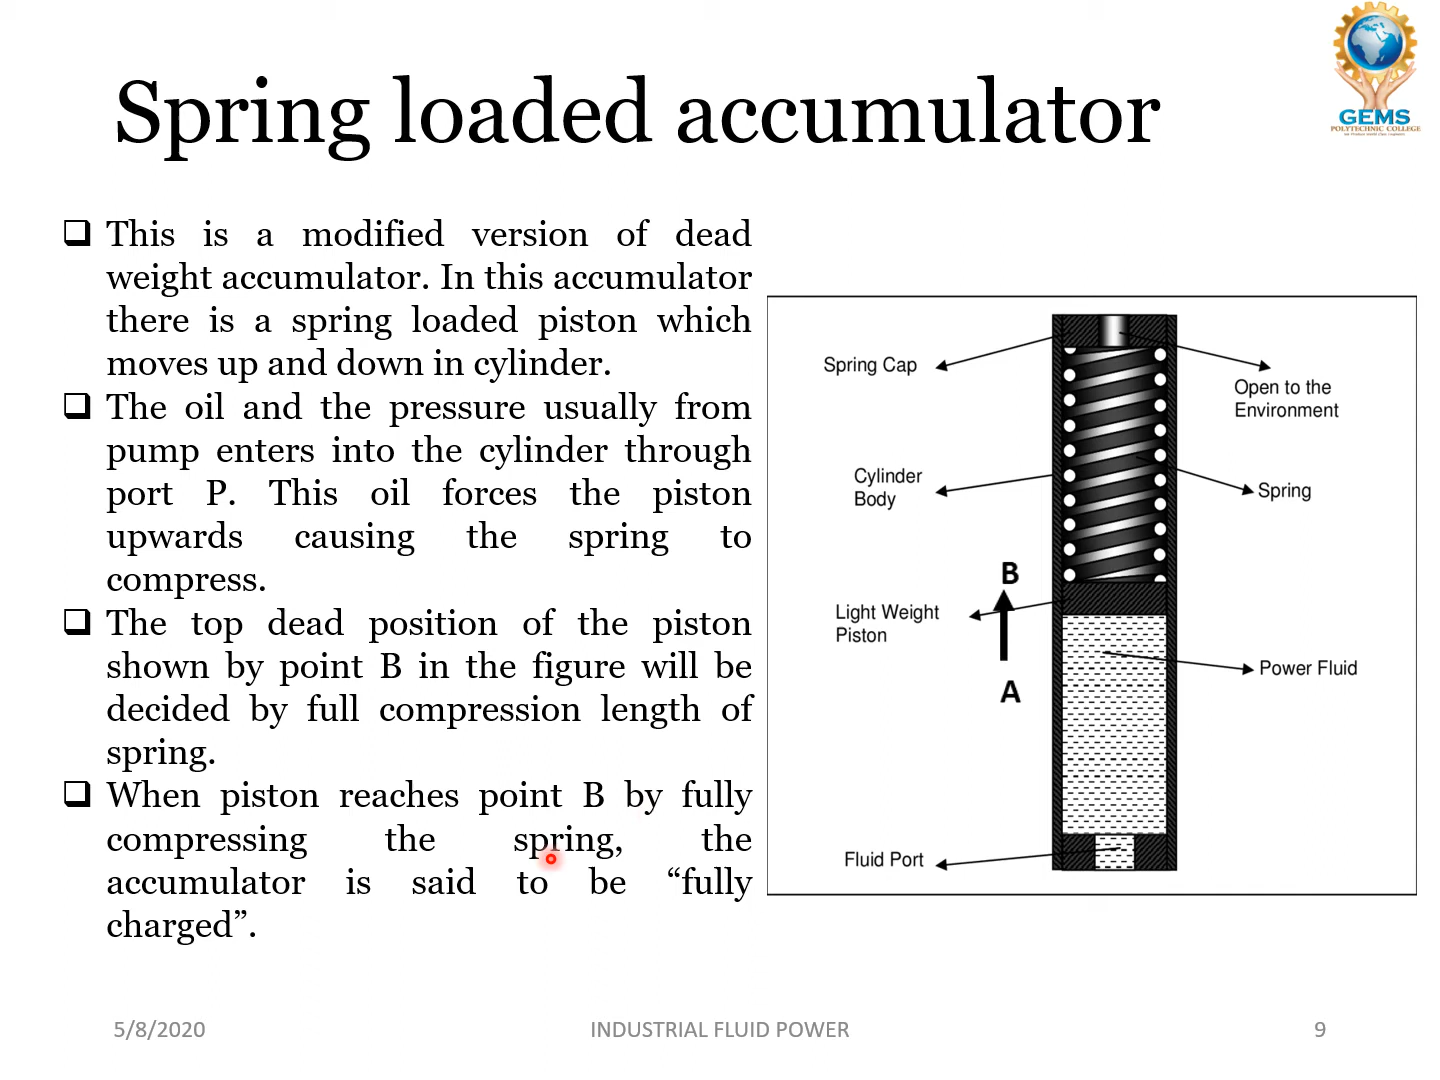 Spring loaded accumulator
GEMS
POLYTECHNIC COLLEGE
❑ This is a modified version of dead
weight accumulator. In this accumulator
there is a spring loaded piston which
moves up and down in cylinder.
❑ The oil and the pressure usually from
pump enters into the cylinder through
port P. This oil forces the piston
upwards causing the spring to
compress.
❑ The top dead position of the piston
shown by point B in the figure will be
decided by full compression length of
spring.
❑ When piston reaches point B by fully
compressing the spring, the
accumulator is said to be “fully
charged”.
Spring Cap
Open to the
Environment
Cylinder
Body
Spring
B
Light Weight
Piston
Power Fluid
A
Fluid Port
5/8/2020
INDUSTRIAL FLUID POWER
9